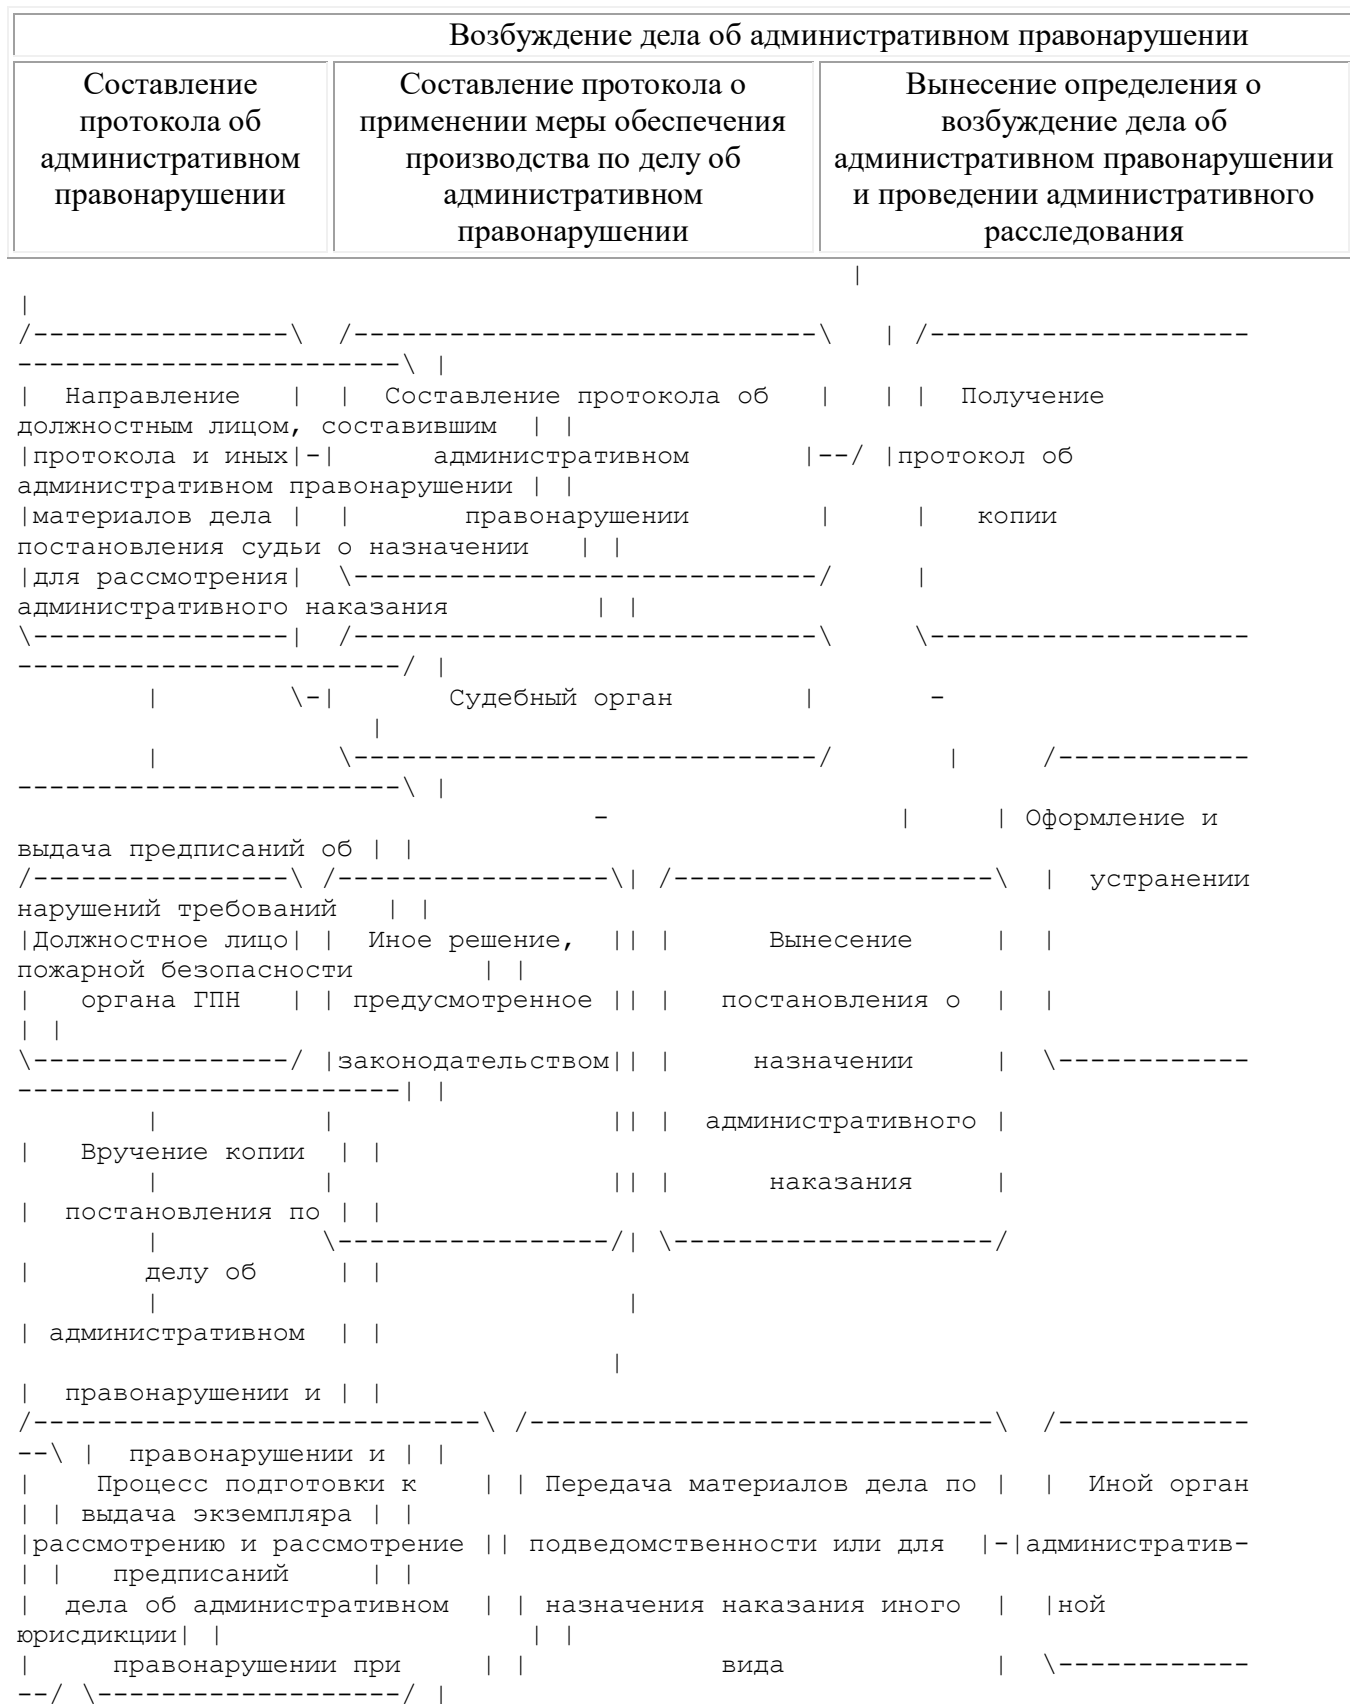 Возбуждение дела об административном правонарушении
Составление
протокола об
административном
правонарушении
Составление протокола о
применении меры обеспечения
производства по делу об
административном
правонарушении
Вынесение определения о
возбуждение дела об
административном правонарушении
и проведении административного
расследования
|
|
/----------------\  /-----------------------------\   | /--------------------
------------------------\ |
|  Направление   |  |  Составление протокола об   |   | |  Получение
должностным лицом, составившим  | |
|протокола и иных|-|      административном       |--/ |протокол об
административном правонарушении | |
|материалов дела |  |       правонарушении        |     |   копии
постановления судьи о назначении   | |
|для рассмотрения|  \-----------------------------/     |
административного наказания         | |
\----------------|  /-----------------------------\     \--------------------
------------------------/ |
|        \-|       Судебный орган        |       -
|
|           \-----------------------------/       |     /------------
------------------------\ |
-                  |     | Оформление и
выдача предписаний об | |
/----------------\ /-----------------\| /--------------------\  |  устранении
нарушений требований   | |
|Должностное лицо| |  Иное решение,  || |      Вынесение     |  |
пожарной безопасности        | |
|   органа ГПН   | | предусмотренное || |   постановления о  |  |
| |
\----------------/ |законодательством|| |     назначении     |  \------------
------------------------| |
|          |                 || |  административного |
|   Вручение копии  | |
|          |                 || |      наказания     |
|  постановления по | |
|          \-----------------/| \--------------------/
|       делу об     | |
|                             |
| административном  | |
|
|  правонарушении и | |
/----------------------------\ /-----------------------------\  /------------
--\ |  правонарушении и | |
|    Процесс подготовки к    | | Передача материалов дела по |  |  Иной орган
| | выдача экземпляра | |
|рассмотрению и рассмотрение || подведомственности или для  |-|административ-
| |   предписаний     | |
|  дела об административном  | | назначения наказания иного  |  |ной
юрисдикции| |                   | |
|     правонарушении при     | |            вида             |  \------------
--/ \-------------------/ |